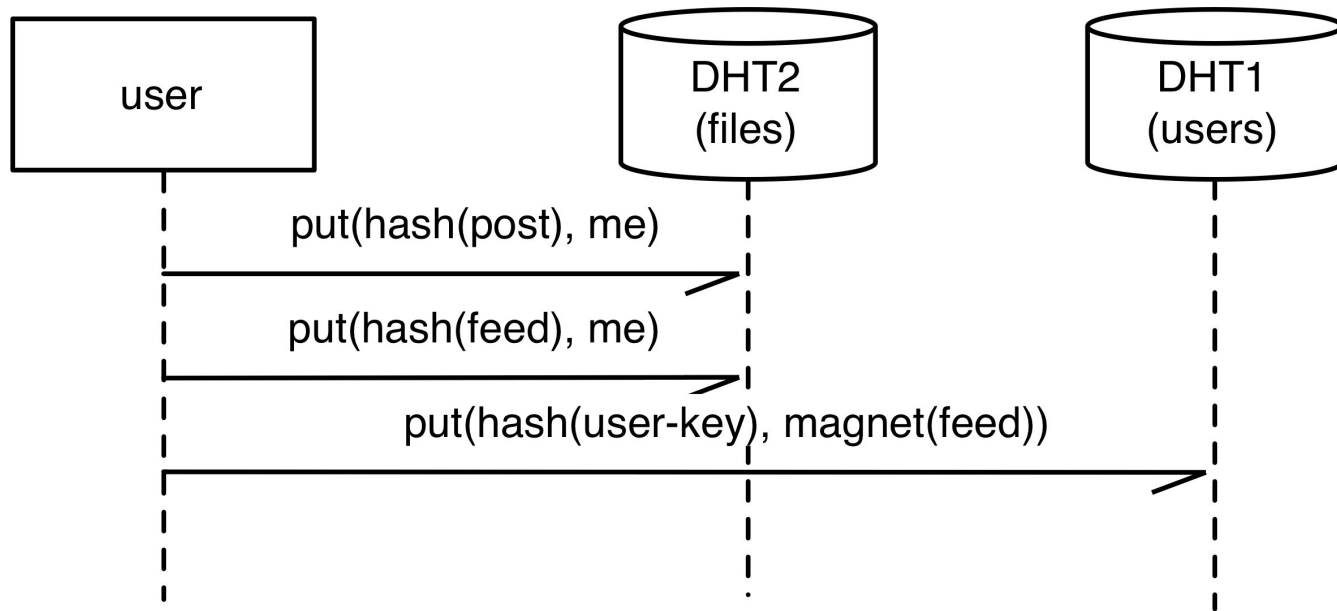 user
DHT2
(files)
DHT1
(users)
put(hash(post), me)
put(hash(feed), me)
put(hash(user-key), magnet(feed))